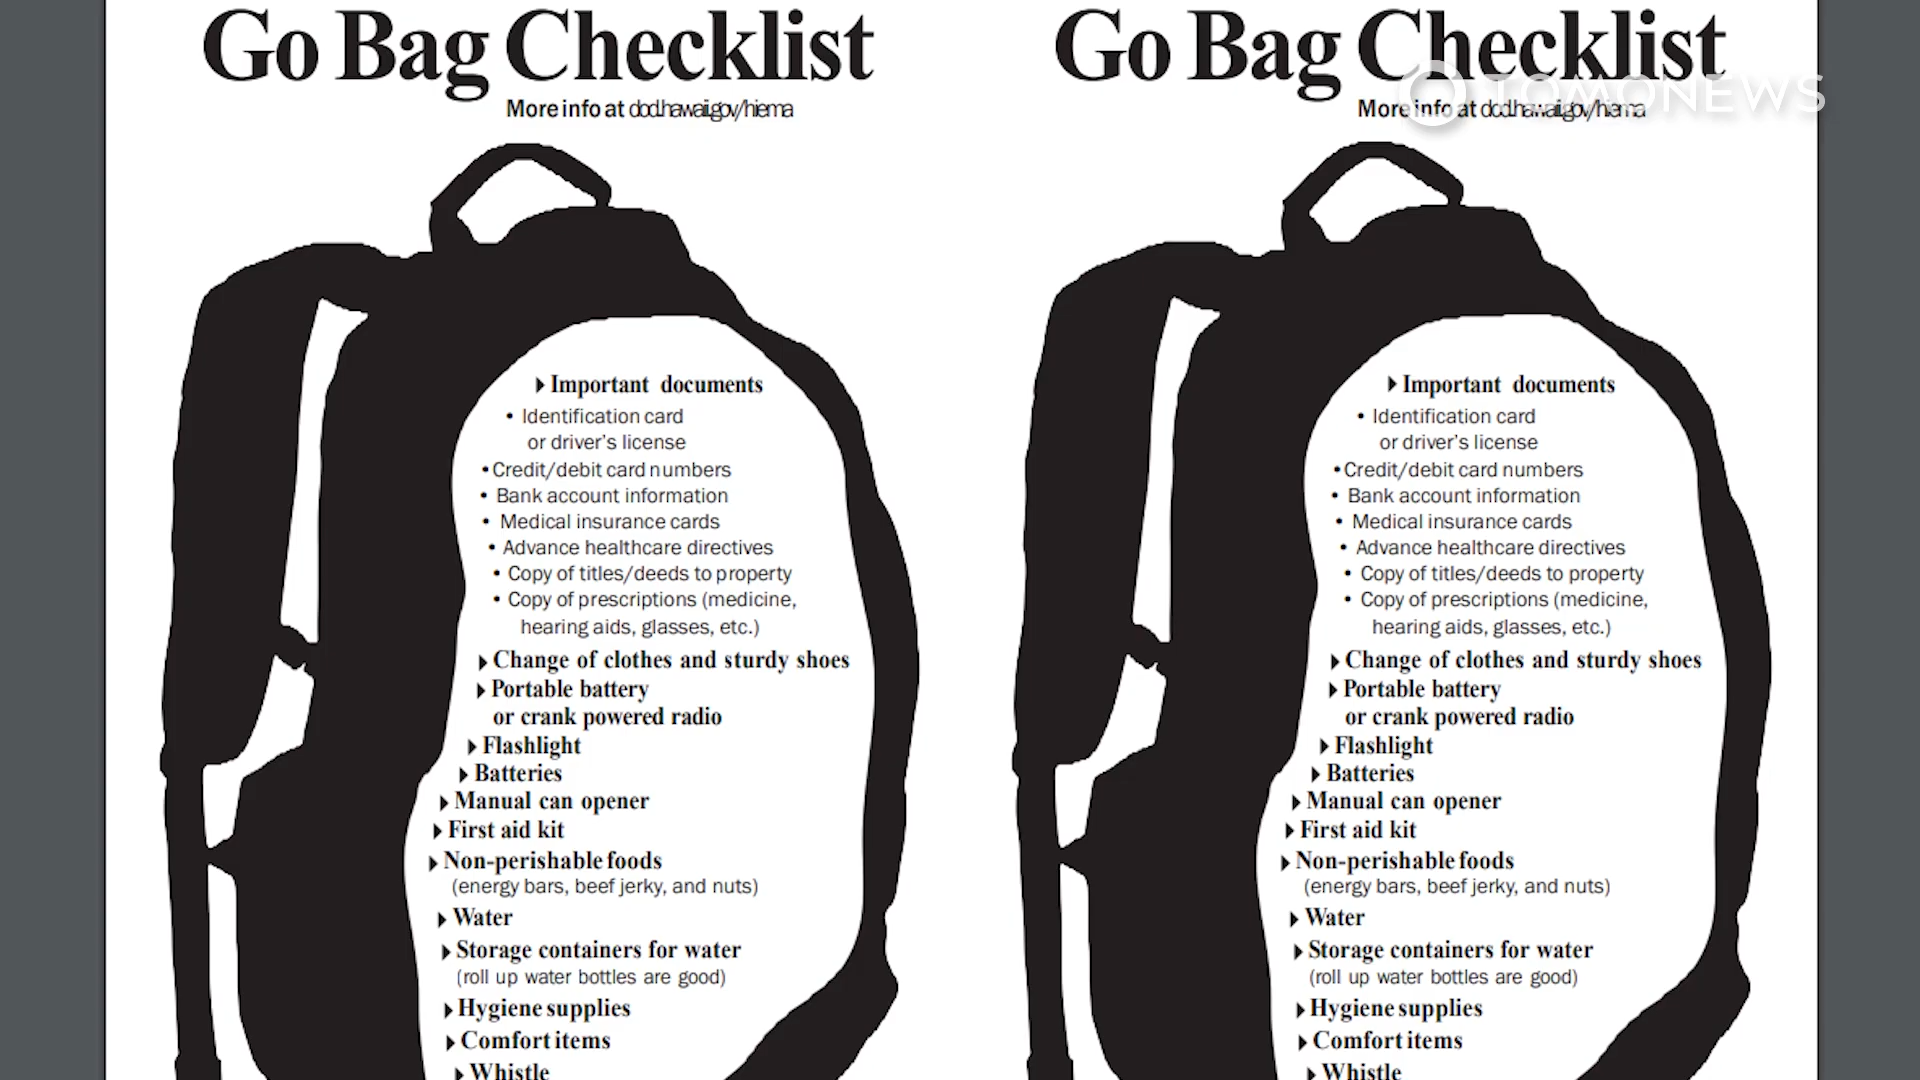 Go Bag Checklist
More info at dod.hawaii.gov/hiema
Important documents
• Identification card
or driver's license
• Credit/debit card numbers
• Bank account information
• Medical insurance cards
• Advance healthcare directives
• Copy of titles/deeds to property
• Copy of prescriptions (medicine,
hearing aids, glasses, etc.)
Change of clothes and sturdy shoes
Portable battery
or crank powered radio
Flashlight
Batteries
Manual can opener
First aid kit
Non-perishable foods
(energy bars, beef jerky, and nuts)
Water
Storage containers for water
(roll up water bottles are good)
Hygiene supplies
Comfort items
Whistle
Go Bag Checklist
TOMONEWS
More info at dod.hawaii.gov/hiema
Important documents
• Identification card
or driver's license
• Credit/debit card numbers
• Bank account information
• Medical insurance cards
• Advance healthcare directives
• Copy of titles/deeds to property
• Copy of prescriptions (medicine,
hearing aids, glasses, etc.)
Change of clothes and sturdy shoes
Portable battery
or crank powered radio
Flashlight
Batteries
Manual can opener
First aid kit
Non-perishable foods
(energy bars, beef jerky, and nuts)
Water
Storage containers for water
(roll up water bottles are good)
Hygiene supplies
Comfort items
Whistle